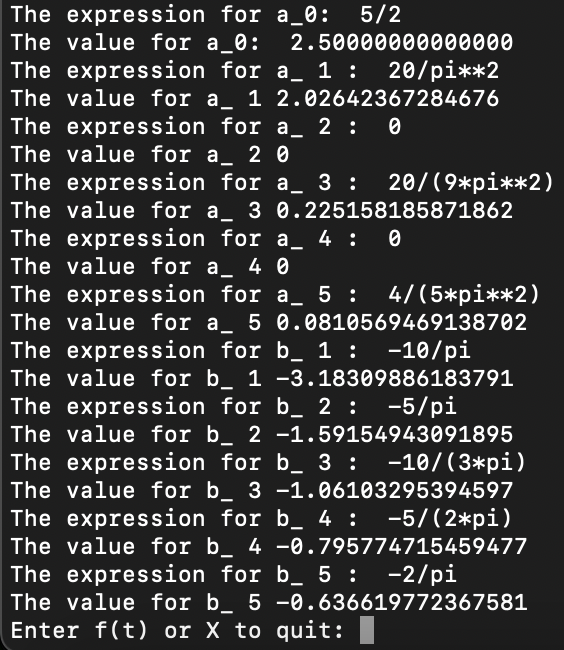 The expression for a_0:  5/2
The value for a_0:  2.50000000000000
The expression for a_ 1 :  20/pi**2
The value for a_ 1 2.02642367284676
The expression for a_ 2 :  0
The value for a_ 2 0
The expression for a_ 3 :  20/(9*pi**2)
The value for a_ 3 0.225158185871862
The expression for a_ 4 :  0
The value for a_ 4 0
The expression for a_ 5 :  4/(5*pi**2)
The value for a_ 5 0.0810569469138702
The expression for b_ 1 :  -10/pi
The value for b_ 1 -3.18309886183791
The expression for b_ 2 :  -5/pi
The value for b_ 2 -1.59154943091895
The expression for b_ 3 :  -10/(3*pi)
The value for b_ 3 -1.06103295394597
The expression for b_ 4 :  -5/(2*pi)
The value for b_ 4 -0.795774715459477
The expression for b_ 5 :  -2/pi
The value for b_ 5 -0.636619772367581
Enter f(t) or X to quit: